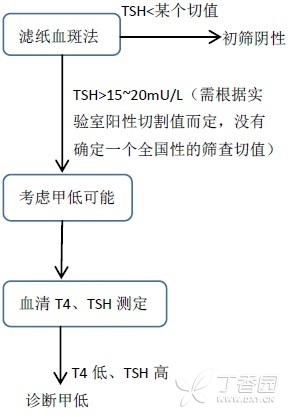 TSH<某个切值
滤纸血斑法
初筛阴性
TSH>15~20mU/L（需根据实
验室阳性切割值而定，没有
确定一个全国性的筛查切值）
考虑甲低可能
血清 T4、TSH 测定
T4 低、TSH 高
诊断甲低
丁香园
WWW.DXY.CN